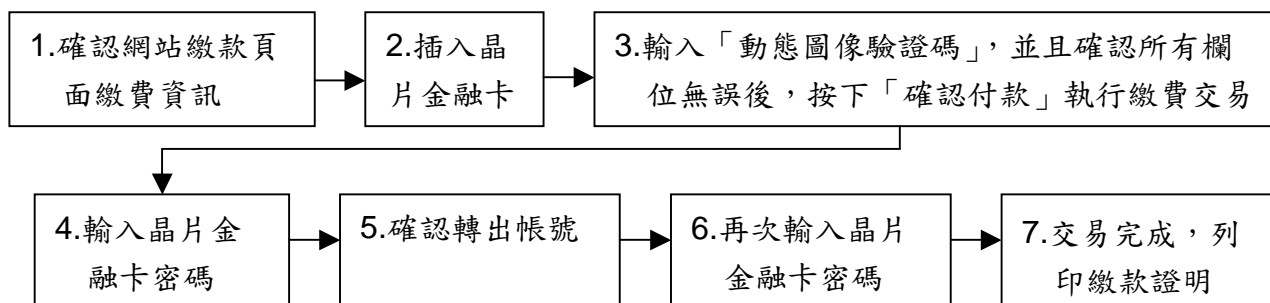 1.確認網站繳款頁
面繳費資訊
2.插入晶
片金融卡
3.輸入「動態圖像驗證碼」,並且確認所有欄
位無誤後,按下「確認付款」執行繳費交易
4.輸入晶片金
融卡密碼
5.確認轉出帳號
6.再次輸入晶片
金融卡密碼
7.交易完成,列
印繳款證明